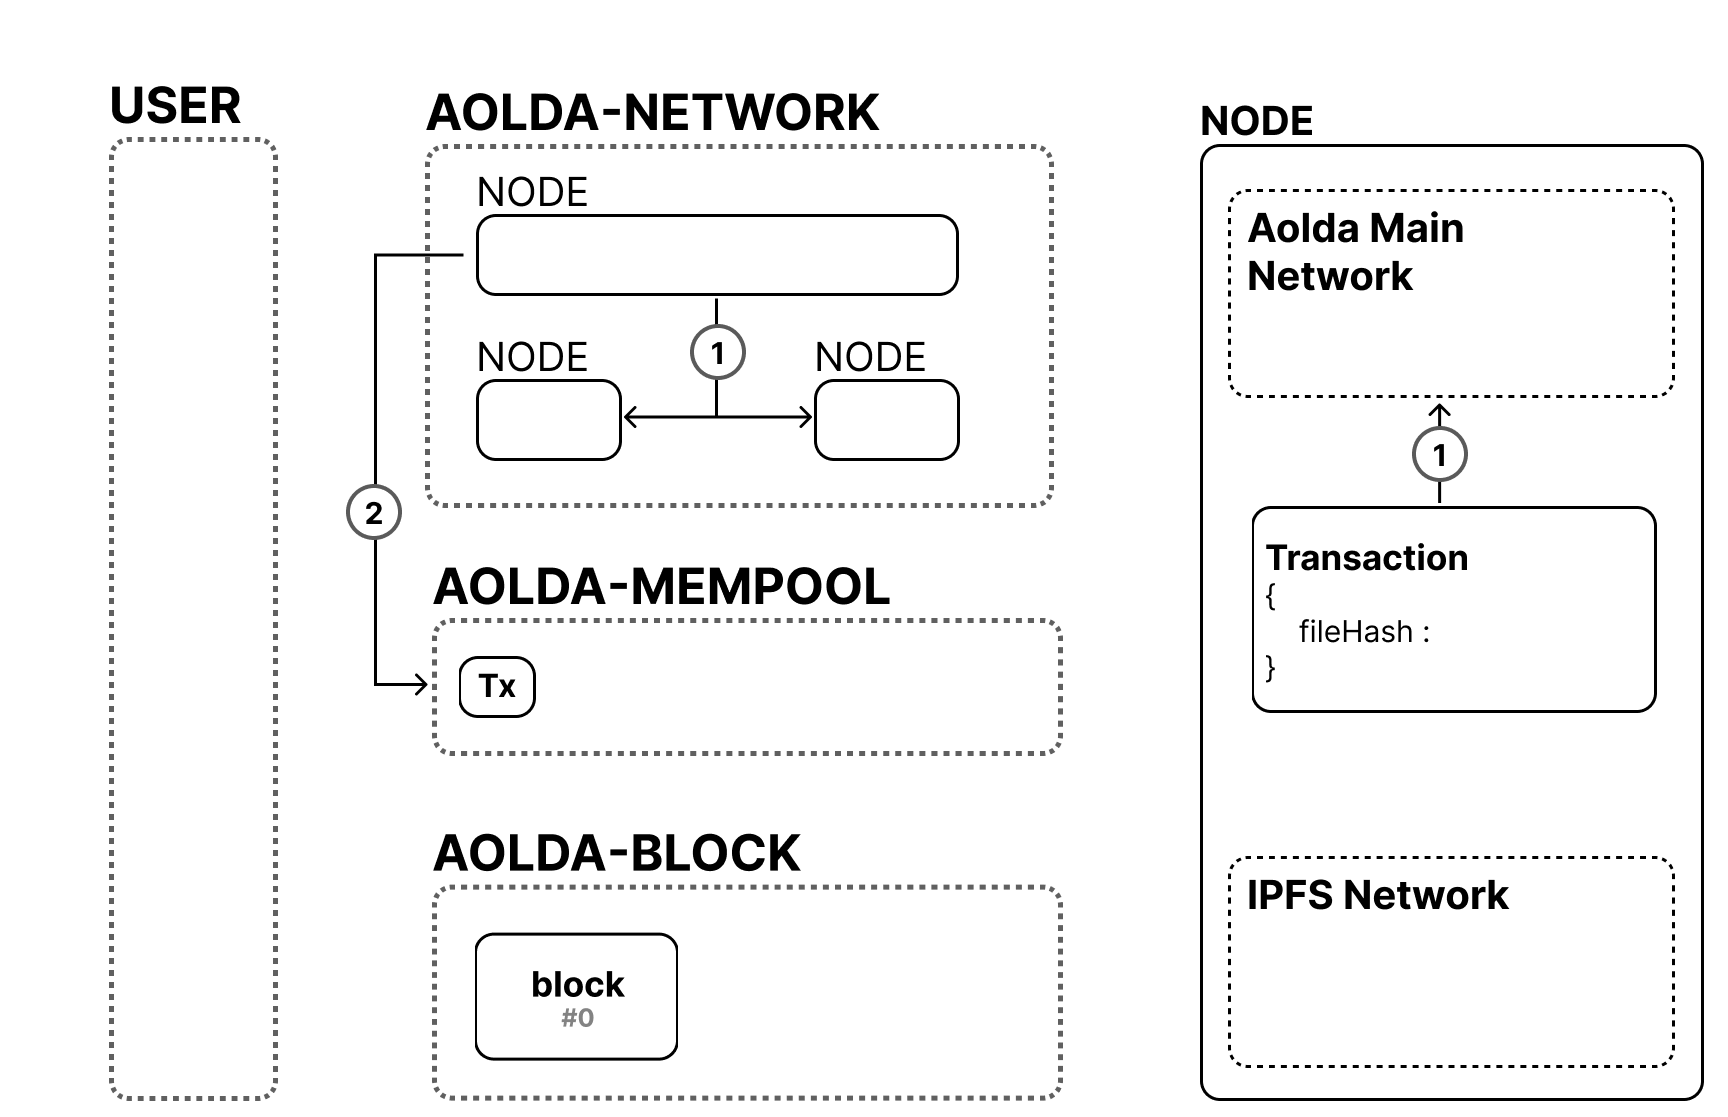 USER
AOLDA-NETWORK
NODE
1
NODE
NODE
2
AOLDA-MEMPOOL
Tx
AOLDA-BLOCK
block
#0
NODE
Aolda Main
Network
1
Transaction
{
fileHash :
}
IPFS Network